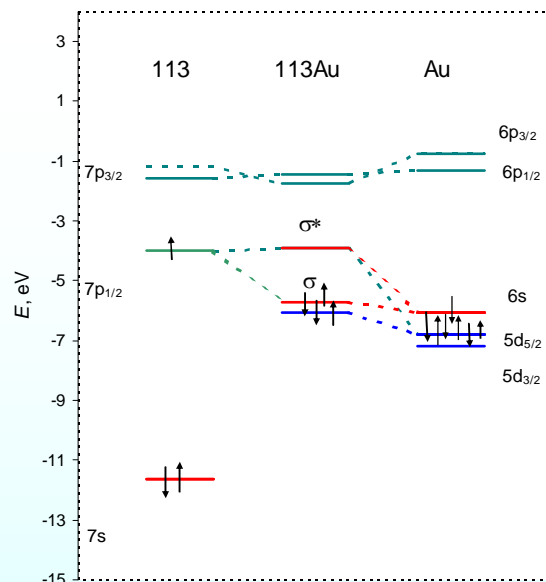 3
1
-1
-3
-5
-7
-9
-11
-13
-15
E, eV
113
113Au
Au
7p3/2
7p1/2
7s
σ*
σ
6p3/2
6p1/2
6s
5d5/2
5d3/2